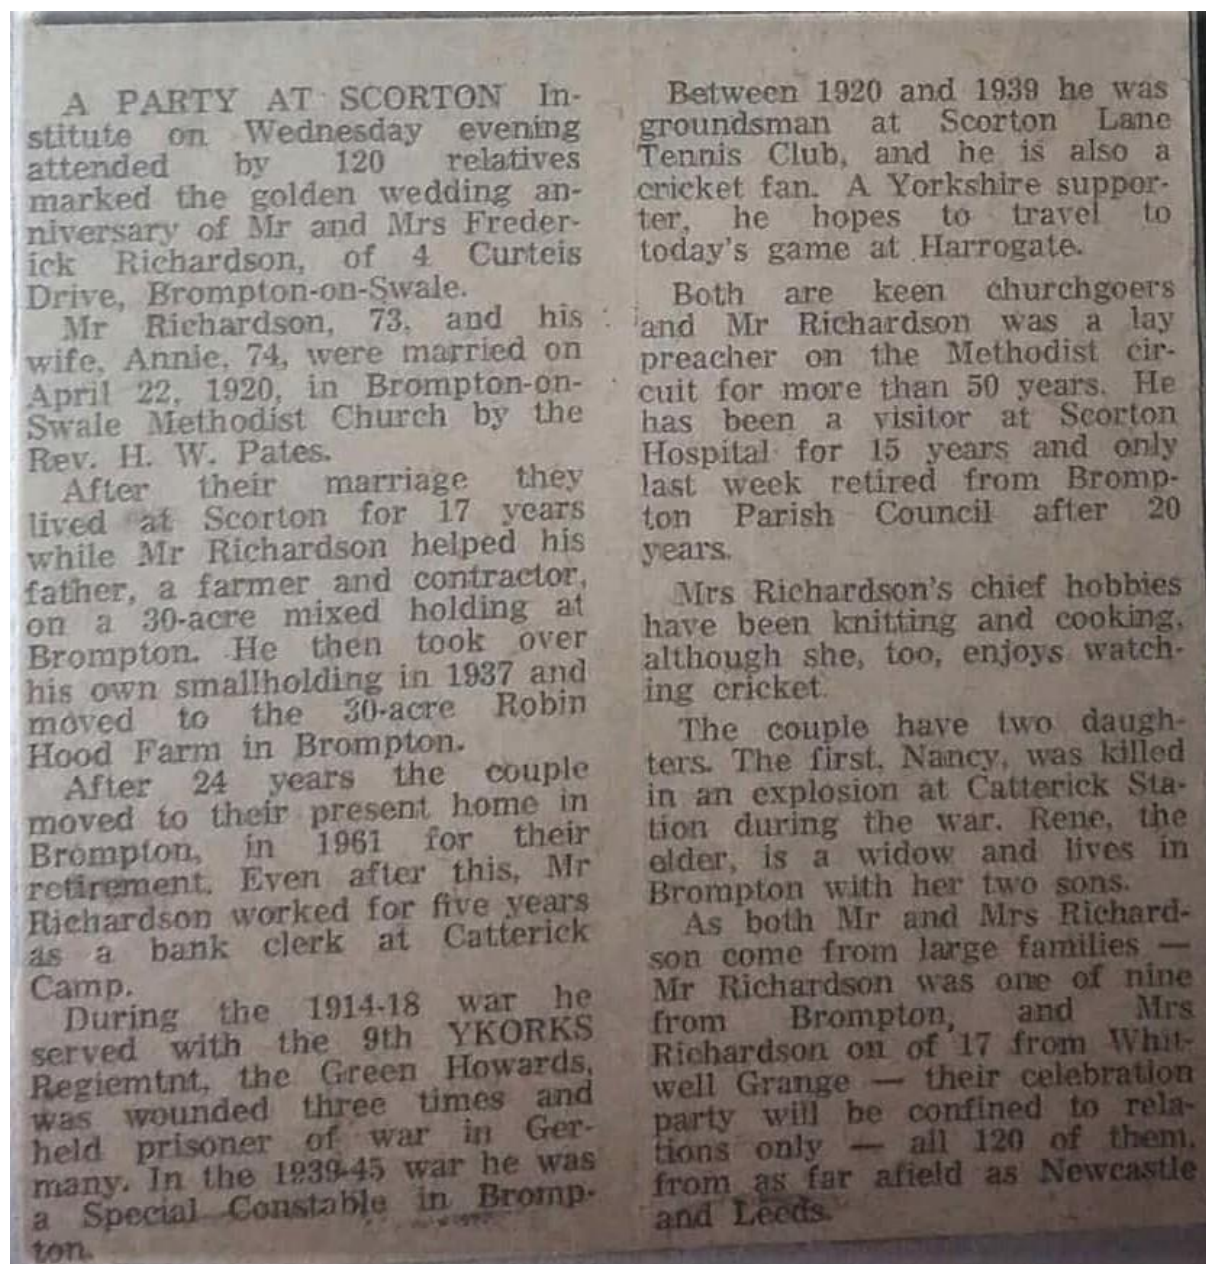 A PARTY AT SCORTON In-
stitute on Wednesday evening
attended by 120 relatives
marked the golden wedding an-
niversary of Mr and Mrs Freder-
ick Richardson, of 4 Curteis
Drive, Brompton-on-Swale.
Mr Richardson, 73, and his
wife, Annie, 74, were married on
April 22, 1920, in Brompton-on-
Swale Methodist Church by the
Rev. H. W. Pates.
After their marriage they
lived at Scorton for 17 years
while Mr Richardson helped his
father, a farmer and contractor,
on a 30-acre mixed holding at
Brompton. He then took over
his own smallholding in 1937 and
moved to the 30-acre Robin
Hood Farm in Brompton.
After 24 years the couple
moved to their present home in
Brompton, in 1961 for their
retirement. Even after this, Mr
Richardson worked for five years
as a bank clerk at Catterick
Camp.
During the 1914-18 war he
served with the 9th YKORKS
Regiemtnt, the Green Howards,
was wounded three times and
held prisoner of war in Ger-
many. In the 1939-45 war he was
a Special Constable in Bromp-
ton.
Between 1920 and 1939 he was
groundsman at Scorton Lane
Tennis Club, and he is also a
cricket fan. A Yorkshire suppor-
ter, he hopes to travel to
today's game at Harrogate.
Both are keen churchgoers
and Mr Richardson was a lay
preacher on the Methodist cir-
cuit for more than 50 years. He
has been a visitor at Scorton
Hospital for 15 years and only
last week retired from Bromp-
ton Parish Council after 20
years.
Mrs Richardson's chief hobbies
have been knitting and cooking,
although she, too, enjoys watch-
ing cricket.
The couple have two daugh-
ters. The first, Nancy, was killed
in an explosion at Catterick Sta-
tion during the war. Rene, the
elder, is a widow and lives in
Brompton with her two sons.
As both Mr and Mrs Richard-
son come from large families —
Mr Richardson was one of nine
from Brompton, and Mrs
Richardson on of 17 from Whit-
well Grange — their celebration
party will be confined to rela-
tions only — all 120 of them,
from as far afield as Newcastle
and Leeds.